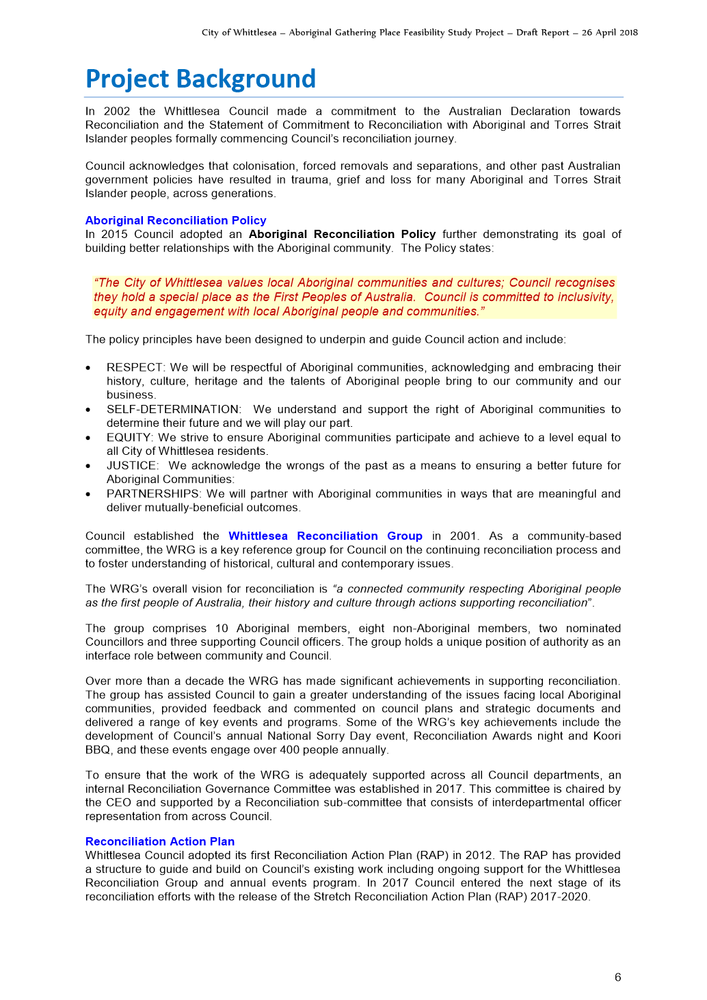 City of Whittlesea – Aboriginal Gathering Place Feasibility Study Project – Draft Report – 26 April 2018
Project Background
In 2002 the Whittlesea Council made a commitment to the Australian Declaration towards
Reconciliation and the Statement of Commitment to Reconciliation with Aboriginal and Torres Strait
Islander peoples formally commencing Council's reconciliation journey.
Council acknowledges that colonisation, forced removals and separations, and other past Australian
government policies have resulted in trauma, grief and loss for many Aboriginal and Torres Strait
Islander people, across generations.
Aboriginal Reconciliation Policy
In 2015 Council adopted an Aboriginal Reconciliation Policy further demonstrating its goal of
building better relationships with the Aboriginal community.  The Policy states:
“The City of Whittlesea values local Aboriginal communities and cultures; Council recognises
they hold a special place as the First Peoples of Australia.  Council is committed to inclusivity,
equity and engagement with local Aboriginal people and communities.”
The policy principles have been designed to underpin and guide Council action and include:
• RESPECT: We will be respectful of Aboriginal communities, acknowledging and embracing their
history, culture, heritage and the talents of Aboriginal people bring to our community and our
business.
• SELF-DETERMINATION:  We understand and support the right of Aboriginal communities to
determine their future and we will play our part.
• EQUITY: We strive to ensure Aboriginal communities participate and achieve to a level equal to
all City of Whittlesea residents.
• JUSTICE:  We acknowledge the wrongs of the past as a means to ensuring a better future for
Aboriginal Communities:
• PARTNERSHIPS: We will partner with Aboriginal communities in ways that are meaningful and
deliver mutually-beneficial outcomes.
Council established the Whittlesea Reconciliation Group in 2001. As a community-based
committee, the WRG is a key reference group for Council on the continuing reconciliation process and
to foster understanding of historical, cultural and contemporary issues.
The WRG's overall vision for reconciliation is “a connected community respecting Aboriginal people
as the first people of Australia, their history and culture through actions supporting reconciliation”.
The group comprises 10 Aboriginal members, eight non-Aboriginal members, two nominated
Councillors and three supporting Council officers. The group holds a unique position of authority as an
interface role between community and Council.
Over more than a decade the WRG has made significant achievements in supporting reconciliation.
The group has assisted Council to gain a greater understanding of the issues facing local Aboriginal
communities, provided feedback and commented on council plans and strategic documents and
delivered a range of key events and programs. Some of the WRG's key achievements include the
development of Council's annual National Sorry Day event, Reconciliation Awards night and Koori
BBQ, and these events engage over 400 people annually.
To ensure that the work of the WRG is adequately supported across all Council departments, an
internal Reconciliation Governance Committee was established in 2017. This committee is chaired by
the CEO and supported by a Reconciliation sub-committee that consists of interdepartmental officer
representation from across Council.
Reconciliation Action Plan
Whittlesea Council adopted its first Reconciliation Action Plan (RAP) in 2012. The RAP has provided
a structure to guide and build on Council's existing work including ongoing support for the Whittlesea
Reconciliation Group and annual events program. In 2017 Council entered the next stage of its
reconciliation efforts with the release of the Stretch Reconciliation Action Plan (RAP) 2017-2020.
6